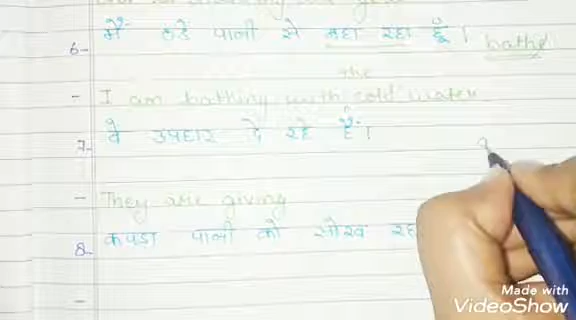 6- मैं ठंडे पानी से नहा रहा हूँ। bathe
the
- I am bathing with cold water
7- वे उपहार दे रहे हैं।
- They are giving
8- कपड़ा पानी को सोख रहा
-
Made with
VideoShow